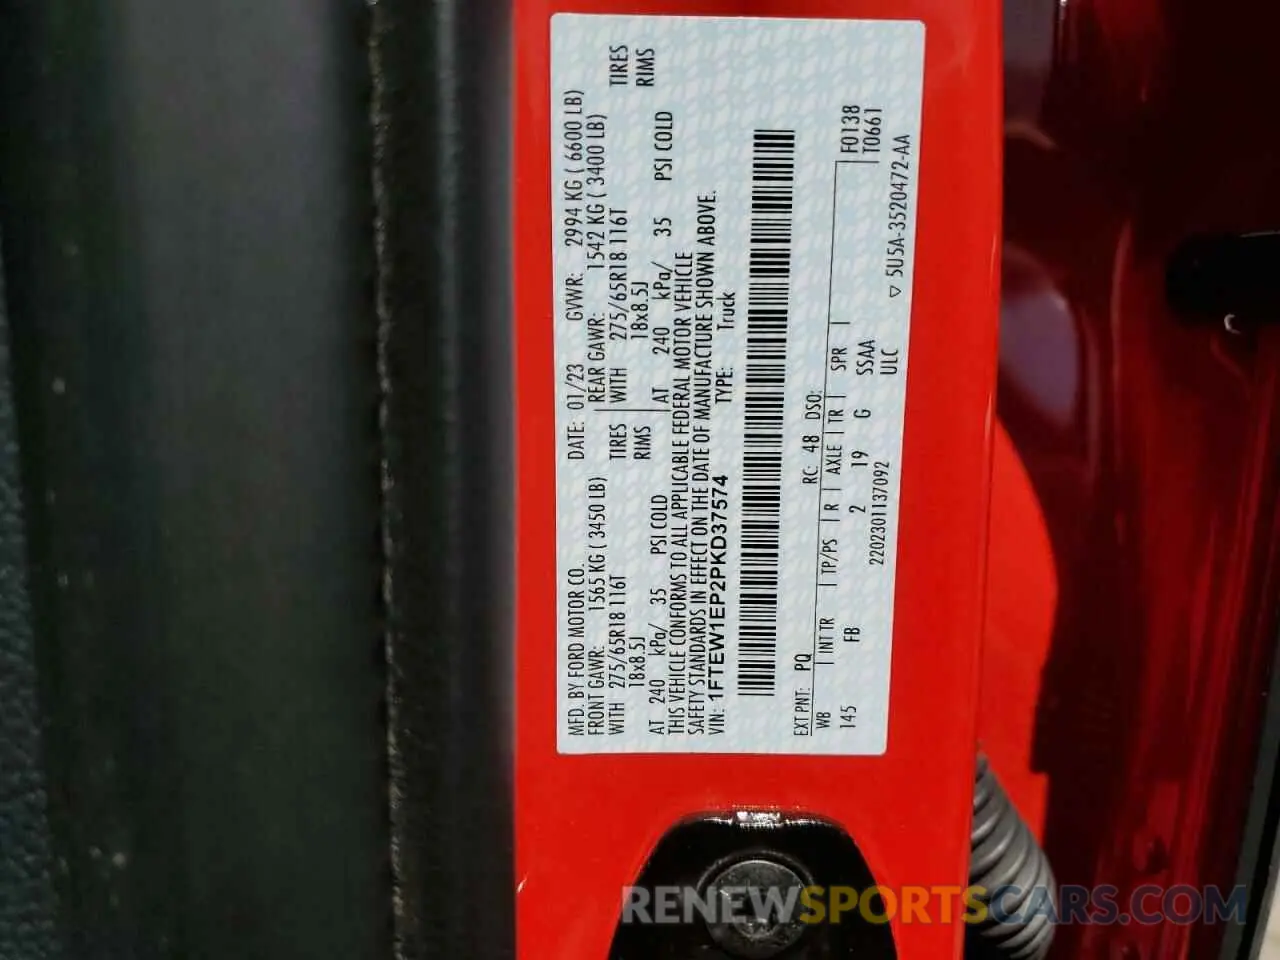 MFD. BY FORD MOTOR CO. DATE: 01/23 GVWR: 2994 KG ( 6600 LB)
FRONT GAWR: 1565 KG ( 3450 LB) REAR GAWR: 1542 KG ( 3400 LB)
WITH 275/65R18 116T TIRES WITH 275/65R18 116T TIRES
18x8.5J RIMS 18x8.5J RIMS
AT 240 kPa/ 35 PSI COLD AT 240 kPa/ 35 PSI COLD
THIS VEHICLE CONFORMS TO ALL APPLICABLE FEDERAL MOTOR VEHICLE
SAFETY STANDARDS IN EFFECT ON THE DATE OF MANUFACTURE SHOWN ABOVE.
VIN: 1FTEW1EP2PKD37574 TYPE: Truck
EXT PNT: PQ RC: 48 DSO:
WB INT TR TP/PS R AXLE TR SPR F0138
145 FB 2 19 G SSAA T0661
2202301137092 ULC ▽ 5U5A-3520472-AA
RENEWSPORTSCARS.COM